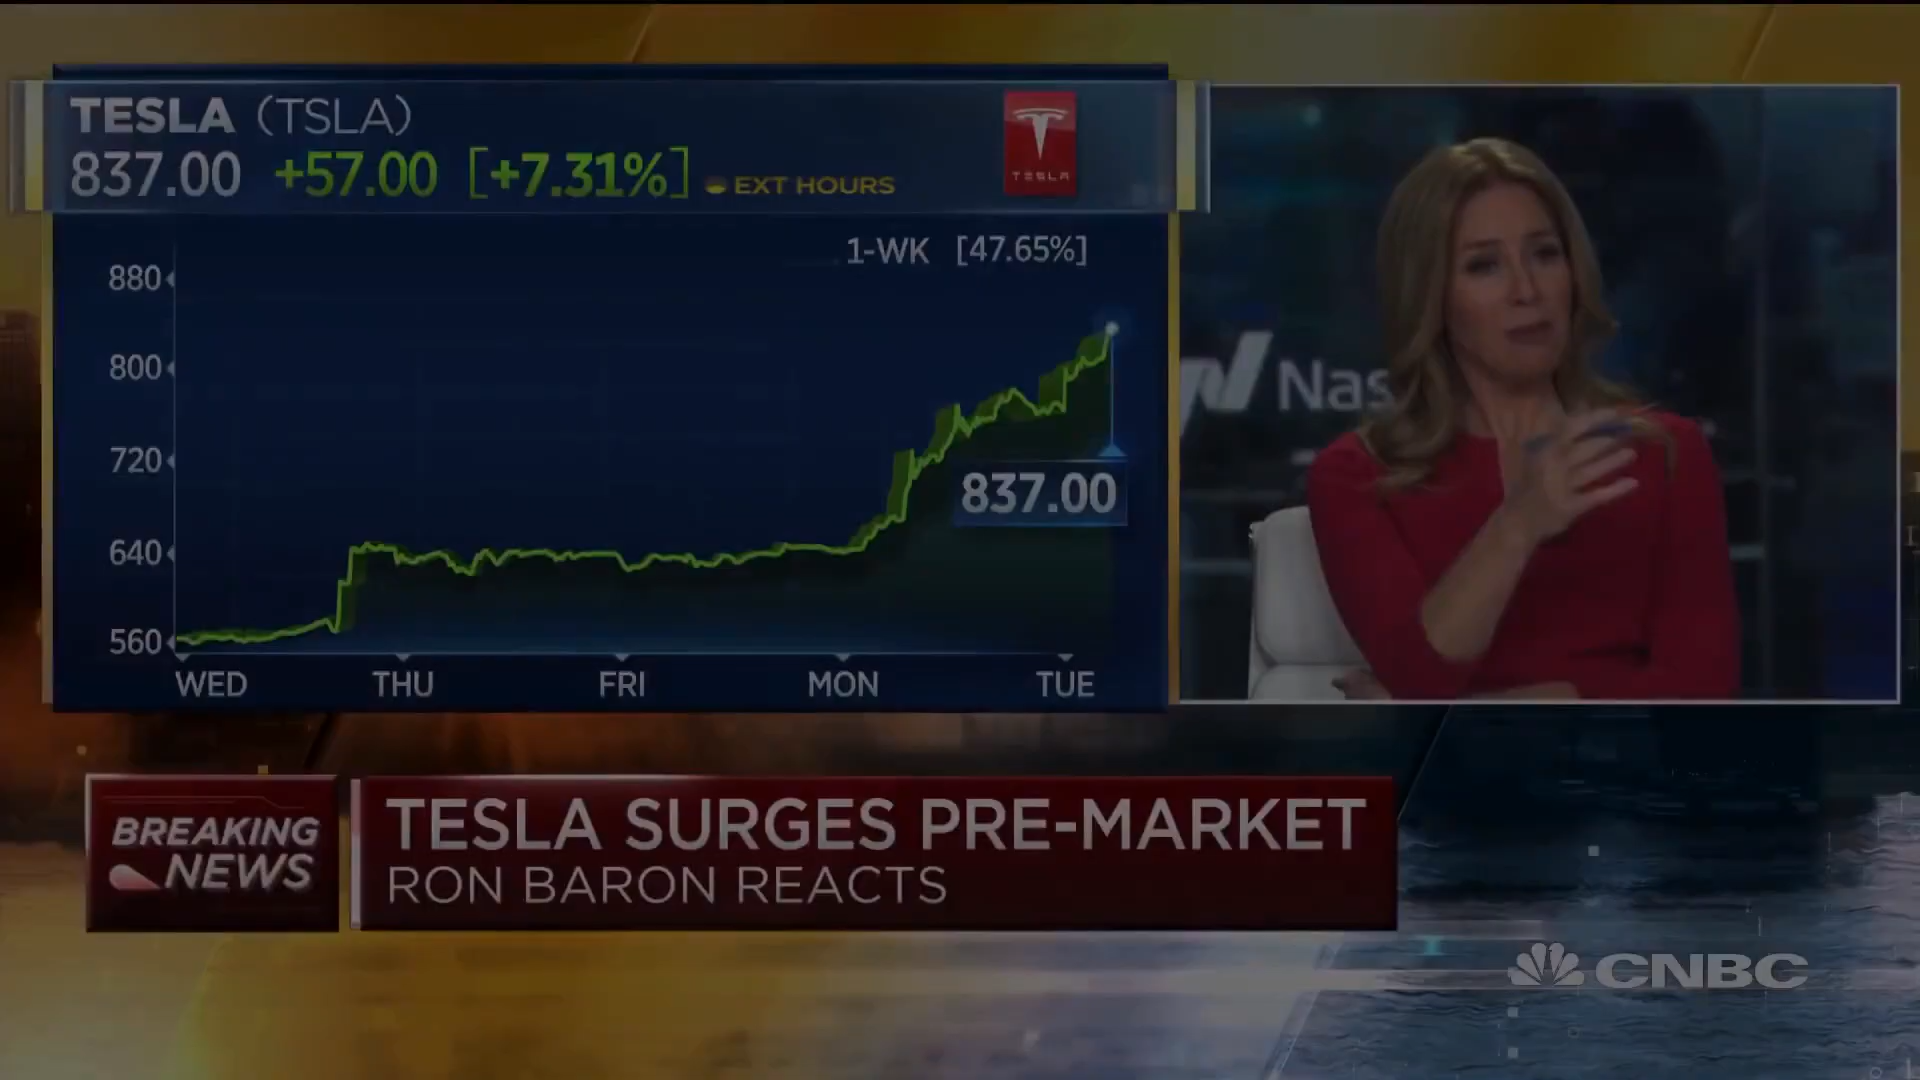 TESLA (TSLA)
837.00 +57.00 [+7.31%] EXT HOURS
TESLA
1-WK [47.65%]
880
800
720
640
560
837.00
WED THU FRI MON TUE
Nas
BREAKING
NEWS
TESLA SURGES PRE-MARKET
RON BARON REACTS
CNBC